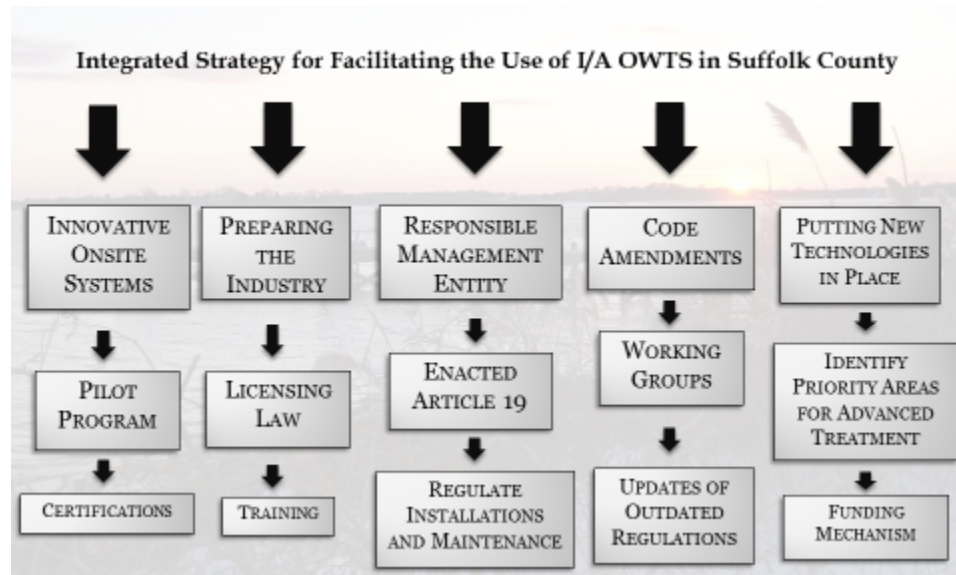 Integrated Strategy for Facilitating the Use of I/A OWTS in Suffolk County
INNOVATIVE
ONSITE
SYSTEMS
PILOT
PROGRAM
CERTIFICATIONS
PREPARING
THE
INDUSTRY
LICENSING
LAW
TRAINING
RESPONSIBLE
MANAGEMENT
ENTITY
ENACTED
ARTICLE 19
REGULATE
INSTALLATIONS
AND MAINTENANCE
CODE
AMENDMENTS
WORKING
GROUPS
UPDATES OF
OUTDATED
REGULATIONS
PUTTING NEW
TECHNOLOGIES
IN PLACE
IDENTIFY
PRIORITY AREAS
FOR ADVANCED
TREATMENT
FUNDING
MECHANISM